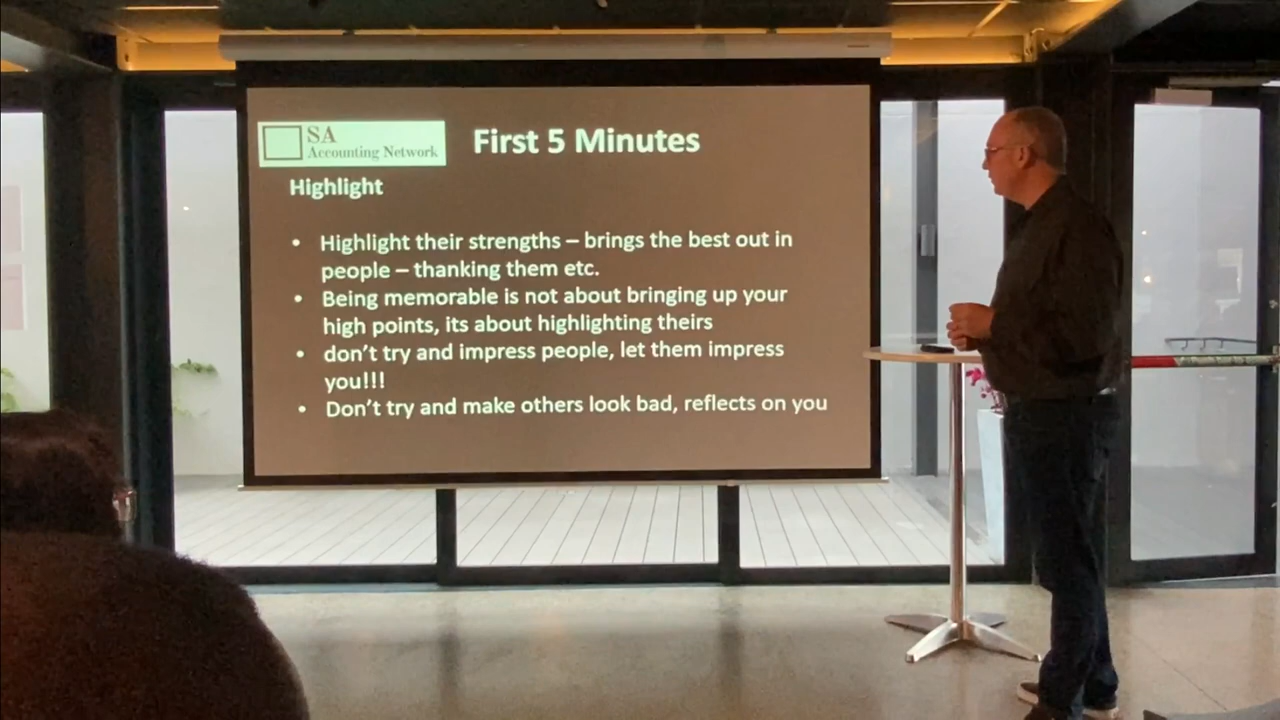 SA
Accounting Network
First 5 Minutes
Highlight
• Highlight their strengths – brings the best out in
people – thanking them etc.
• Being memorable is not about bringing up your
high points, its about highlighting theirs
• don't try and impress people, let them impress
you!!!
• Don't try and make others look bad, reflects on you